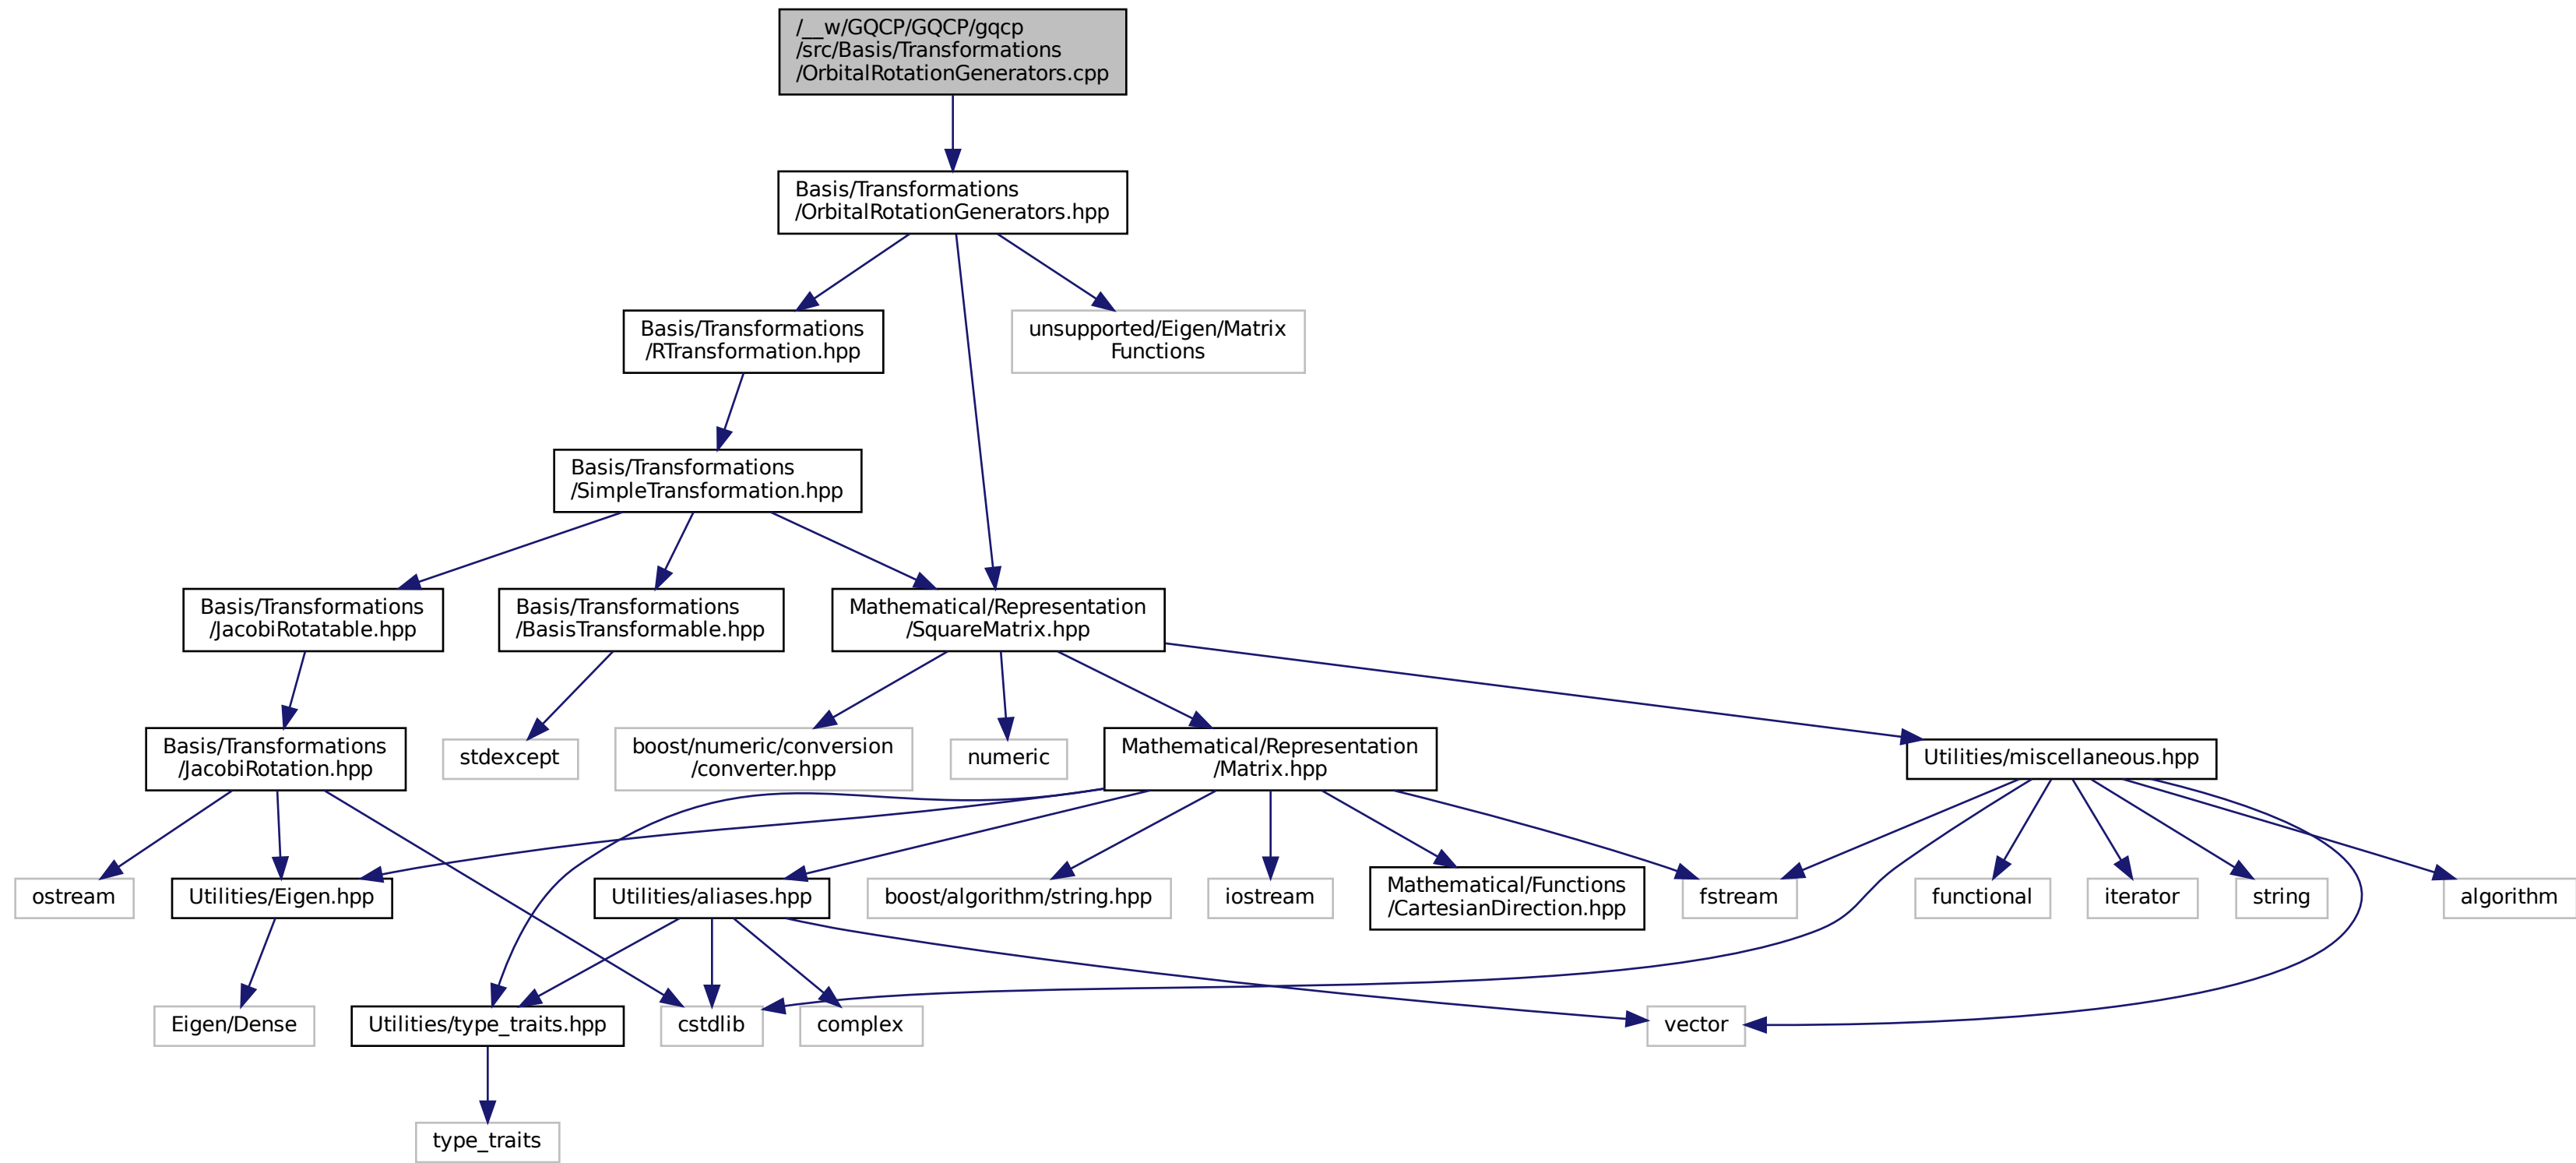 /__w/GQCP/GQCP/gqcp
/src/Basis/Transformations
/OrbitalRotationGenerators.cpp
Basis/Transformations
/OrbitalRotationGenerators.hpp
Basis/Transformations
/RTransformation.hpp
unsupported/Eigen/Matrix
Functions
Basis/Transformations
/SimpleTransformation.hpp
Basis/Transformations
/JacobiRotatable.hpp
Basis/Transformations
/BasisTransformable.hpp
Mathematical/Representation
/SquareMatrix.hpp
Basis/Transformations
/JacobiRotation.hpp
stdexcept
boost/numeric/conversion
/converter.hpp
numeric
Mathematical/Representation
/Matrix.hpp
Utilities/miscellaneous.hpp
ostream
Utilities/Eigen.hpp
Utilities/aliases.hpp
boost/algorithm/string.hpp
iostream
Mathematical/Functions
/CartesianDirection.hpp
fstream
functional
iterator
string
algorithm
Eigen/Dense
Utilities/type_traits.hpp
cstdlib
complex
vector
type_traits